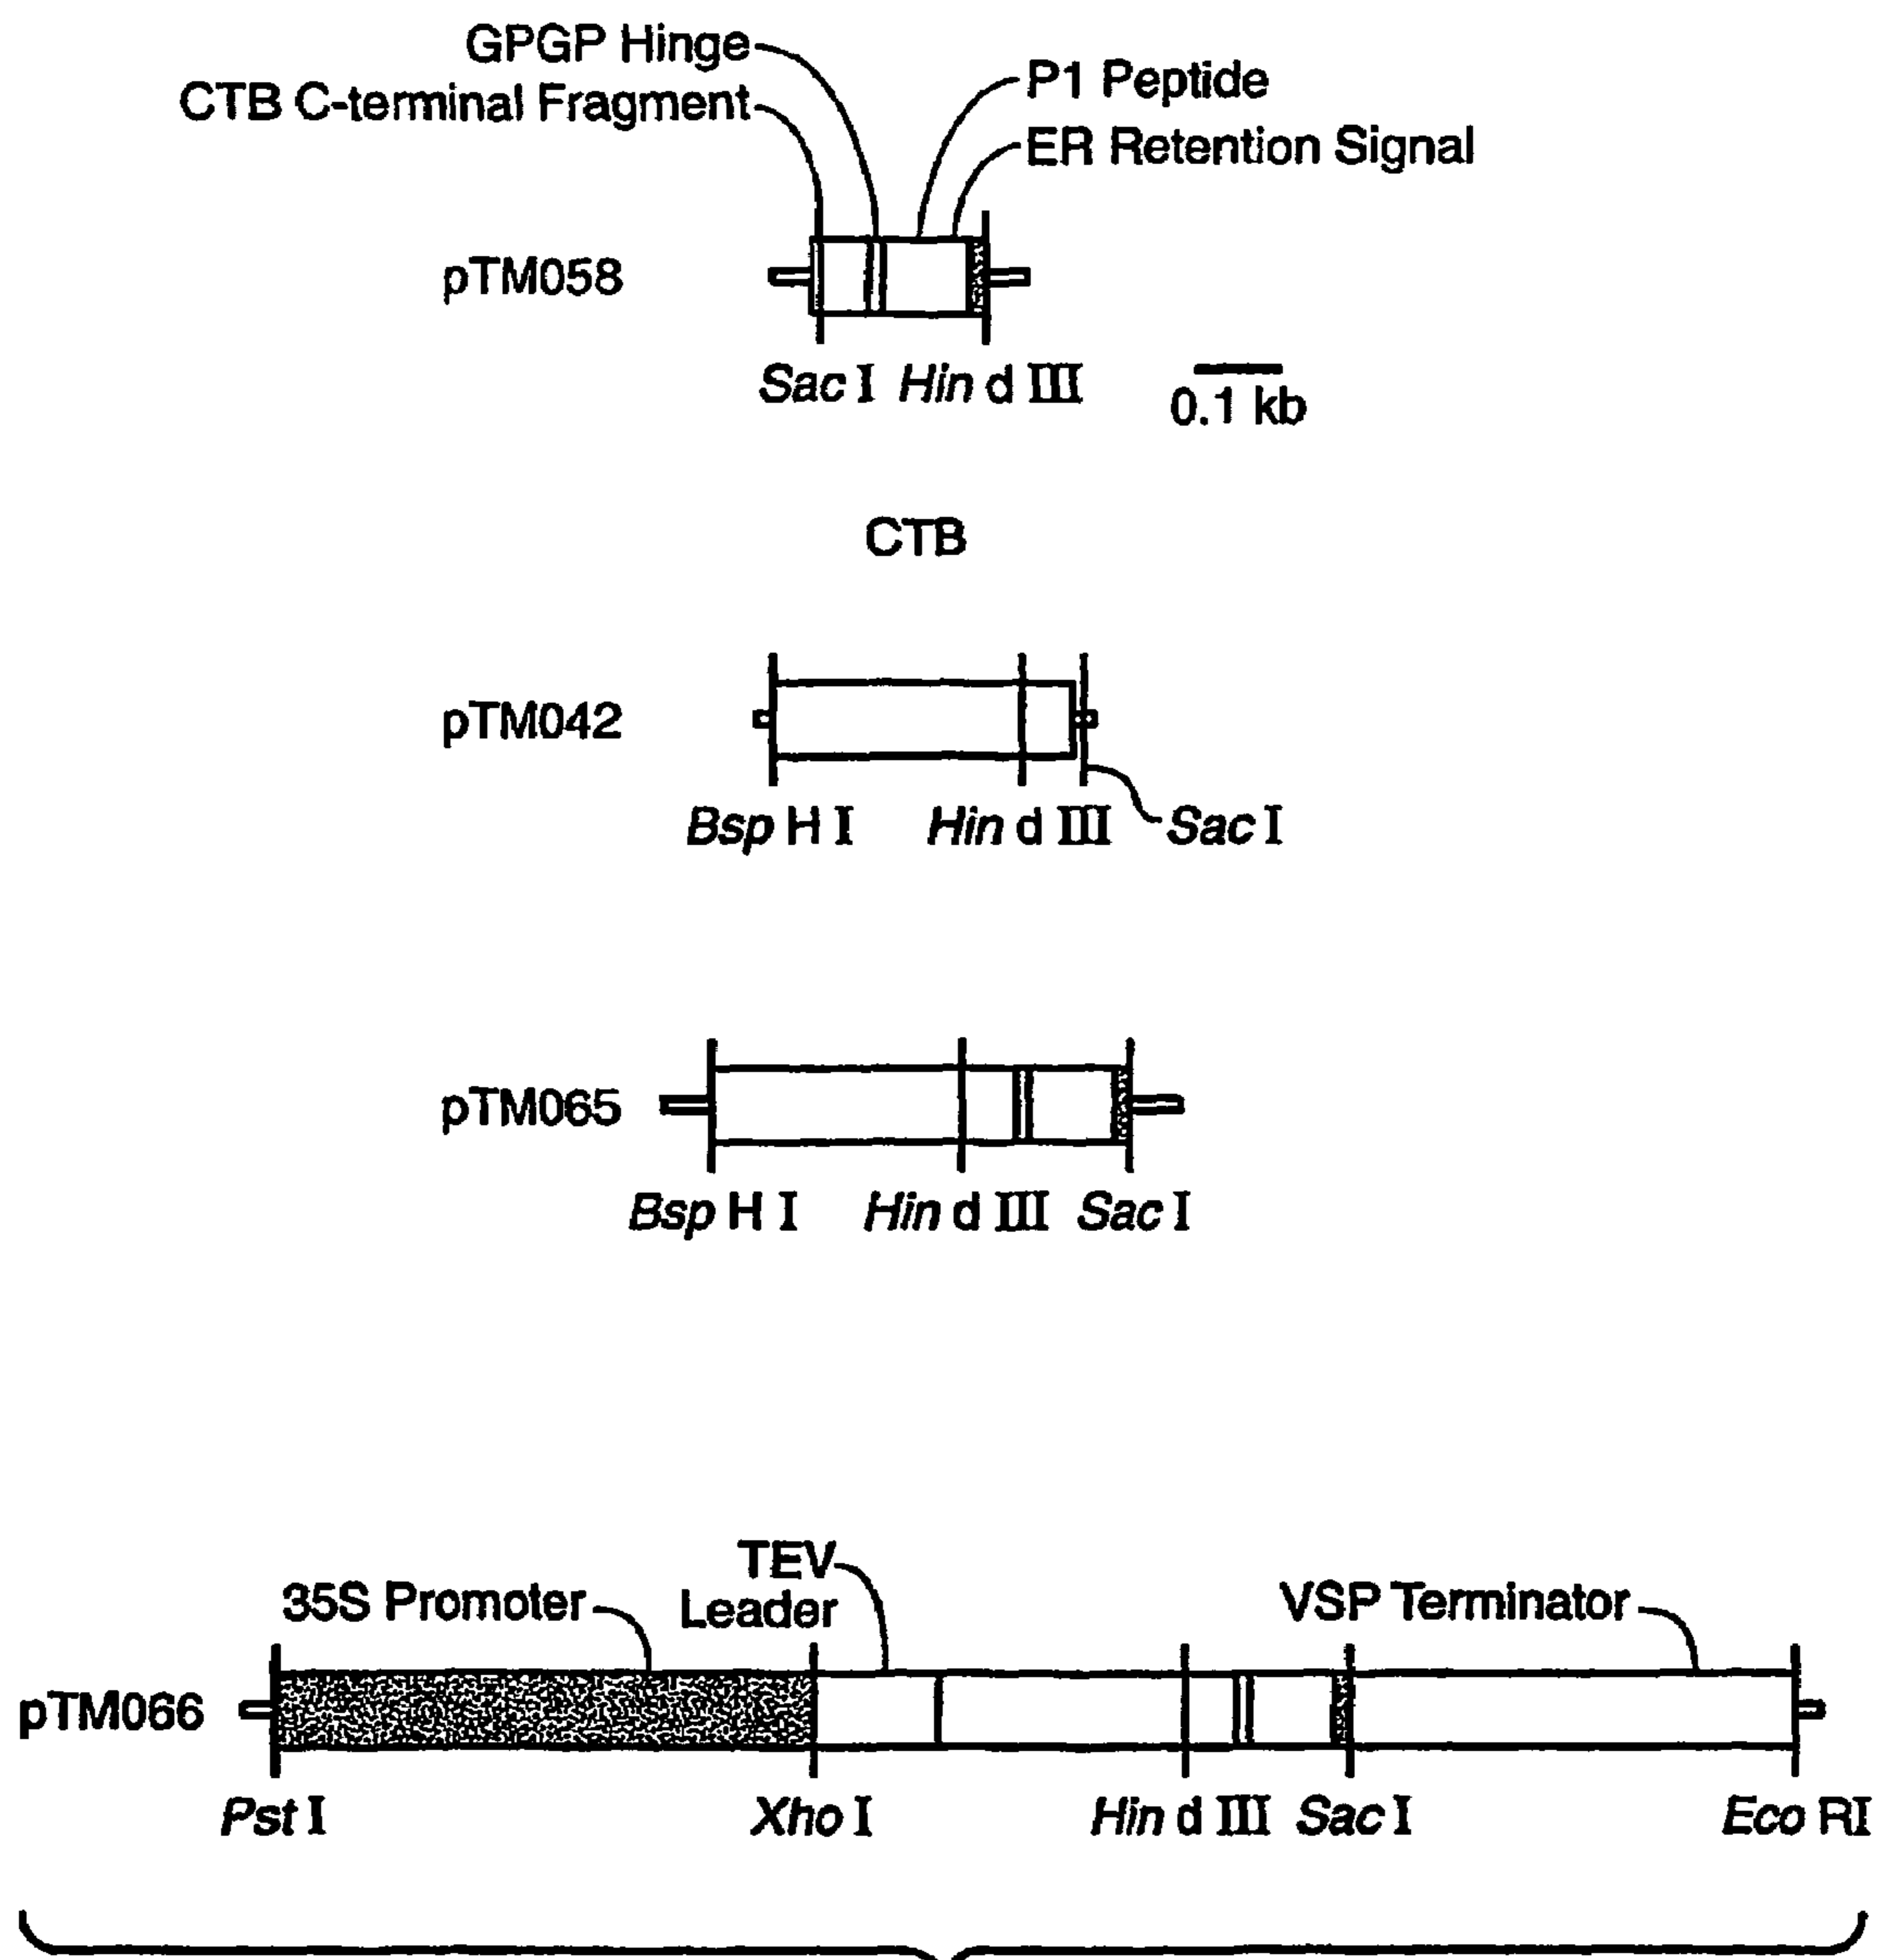 GPGP Hinge
CTB C-terminal Fragment
P1 Peptide
ER Retention Signal
pTM058
Sac I Hin d III
0.1 kb
CTB
pTM042
Bsp H I Hin d III Sac I
pTM065
Bsp H I Hin d III Sac I
35S Promoter
TEV
Leader
VSP Terminator
pTM066
Pst I Xho I Hin d III Sac I Eco RI